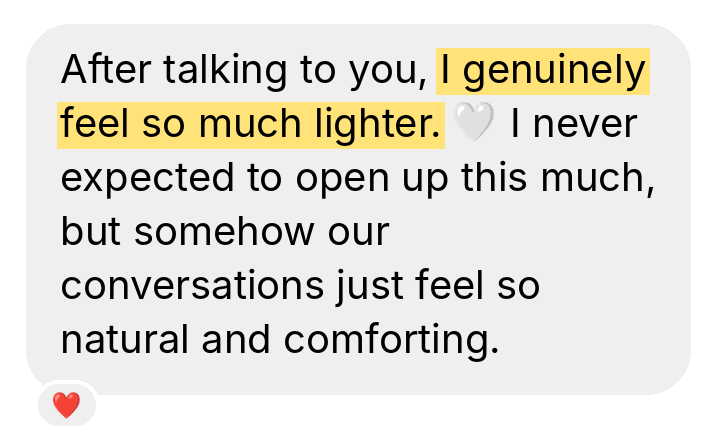 After talking to you, I genuinely
feel so much lighter. 🤍 I never
expected to open up this much,
but somehow our
conversations just feel so
natural and comforting.
❤️